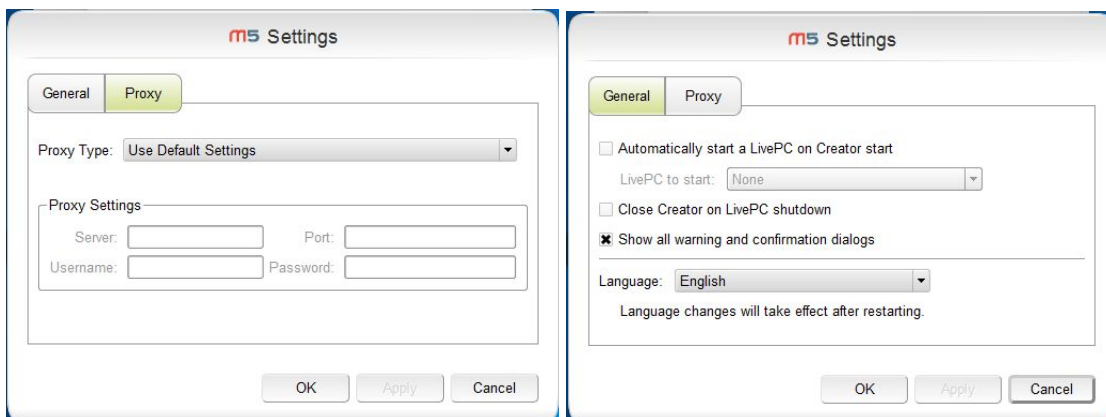 m5 Settings
General Proxy
Proxy Type: Use Default Settings
Proxy Settings
Server: Port:
Username: Password:
OK Apply Cancel
m5 Settings
General Proxy
Automatically start a LivePC on Creator start
LivePC to start: None
Close Creator on LivePC shutdown
Show all warning and confirmation dialogs
Language: English
Language changes will take effect after restarting.
OK Apply Cancel